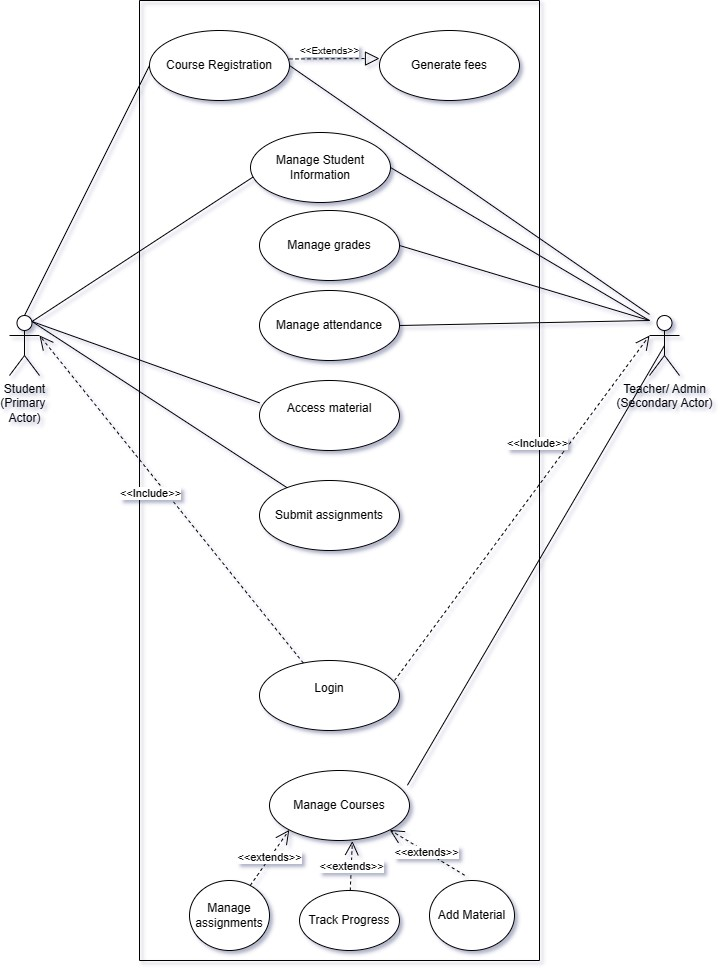 Course Registration
<<Extends>>
Generate fees
Manage Student
Information
Manage grades
Manage attendance
Student
(Primary
Actor)
Teacher/ Admin
(Secondary Actor)
Access material
<<Include>>
<<Include>>
Submit assignments
Login
Manage Courses
<<extends>>
<<extends>>
<<extends>>
Manage
assignments
Track Progress
Add Material